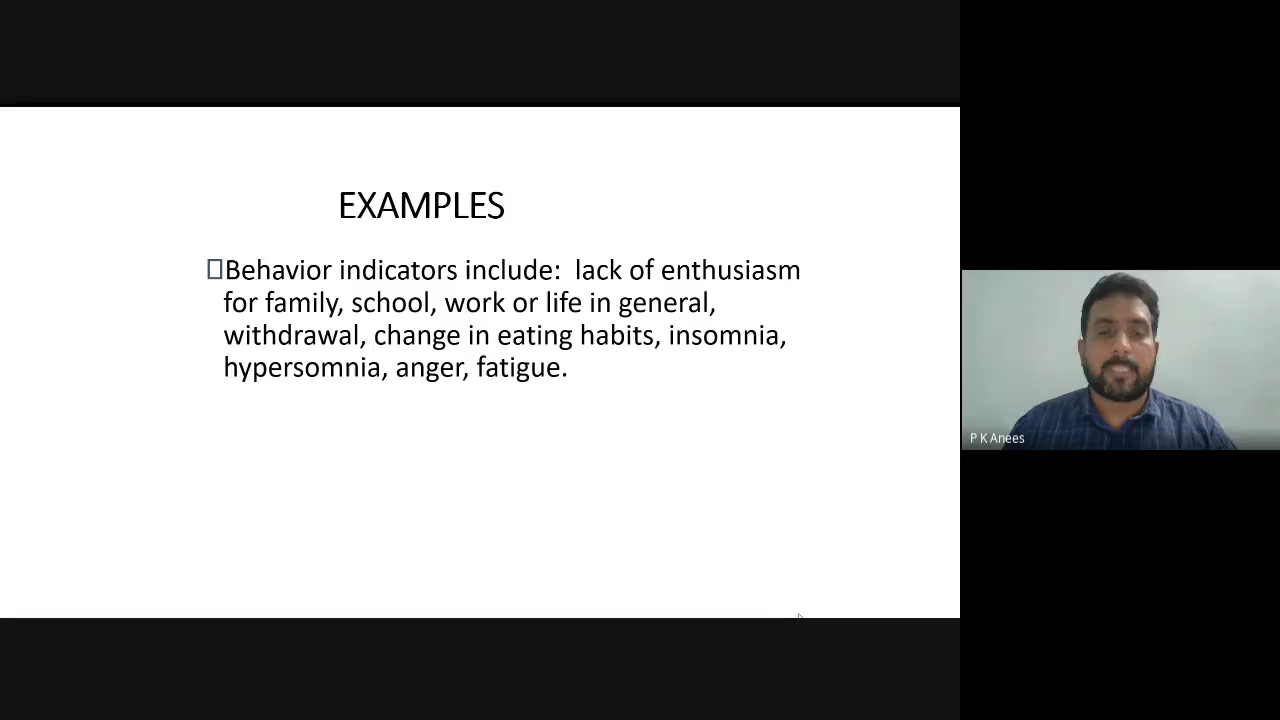 EXAMPLES
Behavior indicators include:  lack of enthusiasm
for family, school, work or life in general,
withdrawal, change in eating habits, insomnia,
hypersomnia, anger, fatigue.
P K Anees